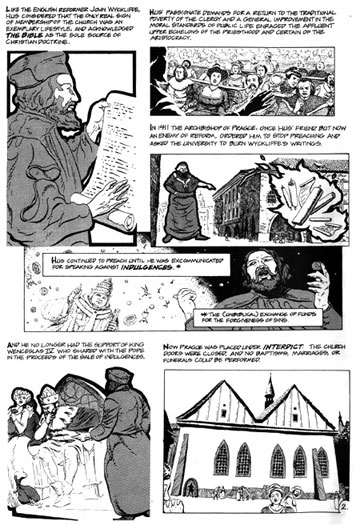 LIKE THE ENGLISH REFORMER JOHN WYCKLIFFE,
HUS CONSIDERED THAT THE ONLY REAL SIGN
OF MEMBERSHIP OF THE CHURCH WAS AN
EXEMPLARY LIFESTYLE, AND ACKNOWLEDGED
THE BIBLE AS THE SOLE SOURCE OF
CHRISTIAN DOCTRINE.
HUS' PASSIONATE DEMANDS FOR A RETURN TO THE TRADITIONAL
POVERTY OF THE CLERGY AND A GENERAL IMPROVEMENT IN THE
MORAL STANDARDS OF PUBLIC LIFE ENRAGED THE AFFLUENT
UPPER ECHELONS OF THE PRIESTHOOD AND CERTAIN OF THE
ARISTOCRACY.
IN 1411 THE ARCHBISHOP OF PRAGUE, ONCE HUS' FRIEND BUT NOW
AN ENEMY OF REFORM, ORDERED HIM TO STOP PREACHING AND
ASKED THE UNIVERSITY TO BURN WYCKLIFFE'S WRITINGS.
HUS CONTINUED TO PREACH UNTIL HE WAS EXCOMMUNICATED
FOR SPEAKING AGAINST INDULGENCES. *
* THE (UNBIBLICAL) EXCHANGE OF FUNDS
FOR THE FORGIVENESS OF SINS.
AND HE NO LONGER HAD THE SUPPORT OF KING
WENCESLAS IV WHO SHARED WITH THE POPE
IN THE PROCEEDS OF THE SALE OF INDULGENCES.
NOW PRAGUE WAS PLACED UNDER INTERDICT. THE CHURCH
DOORS WERE CLOSED, AND NO BAPTISMS, MARRIAGES, OR
FUNERALS COULD BE PERFORMED.
2.